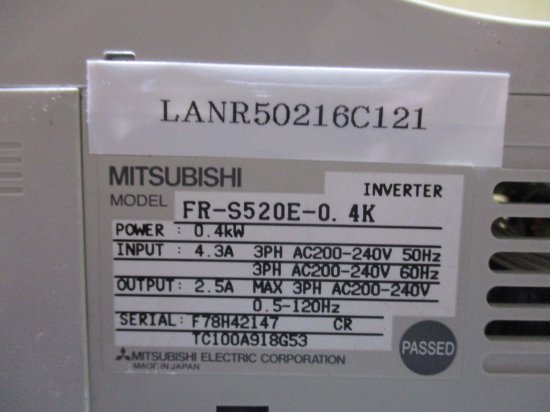 LANR50216C121
MITSUBISHI
INVERTER
MODEL FR-S520E-0.4K
POWER : 0.4kW
INPUT : 4.3A 3PH AC200-240V 50Hz
3PH AC200-240V 60Hz
OUTPUT: 2.5A MAX 3PH AC200-240V
0.5-120Hz
SERIAL: F78H42147 CR
TC100A918G53
PASSED
MITSUBISHI ELECTRIC CORPORATION
MADE IN JAPAN